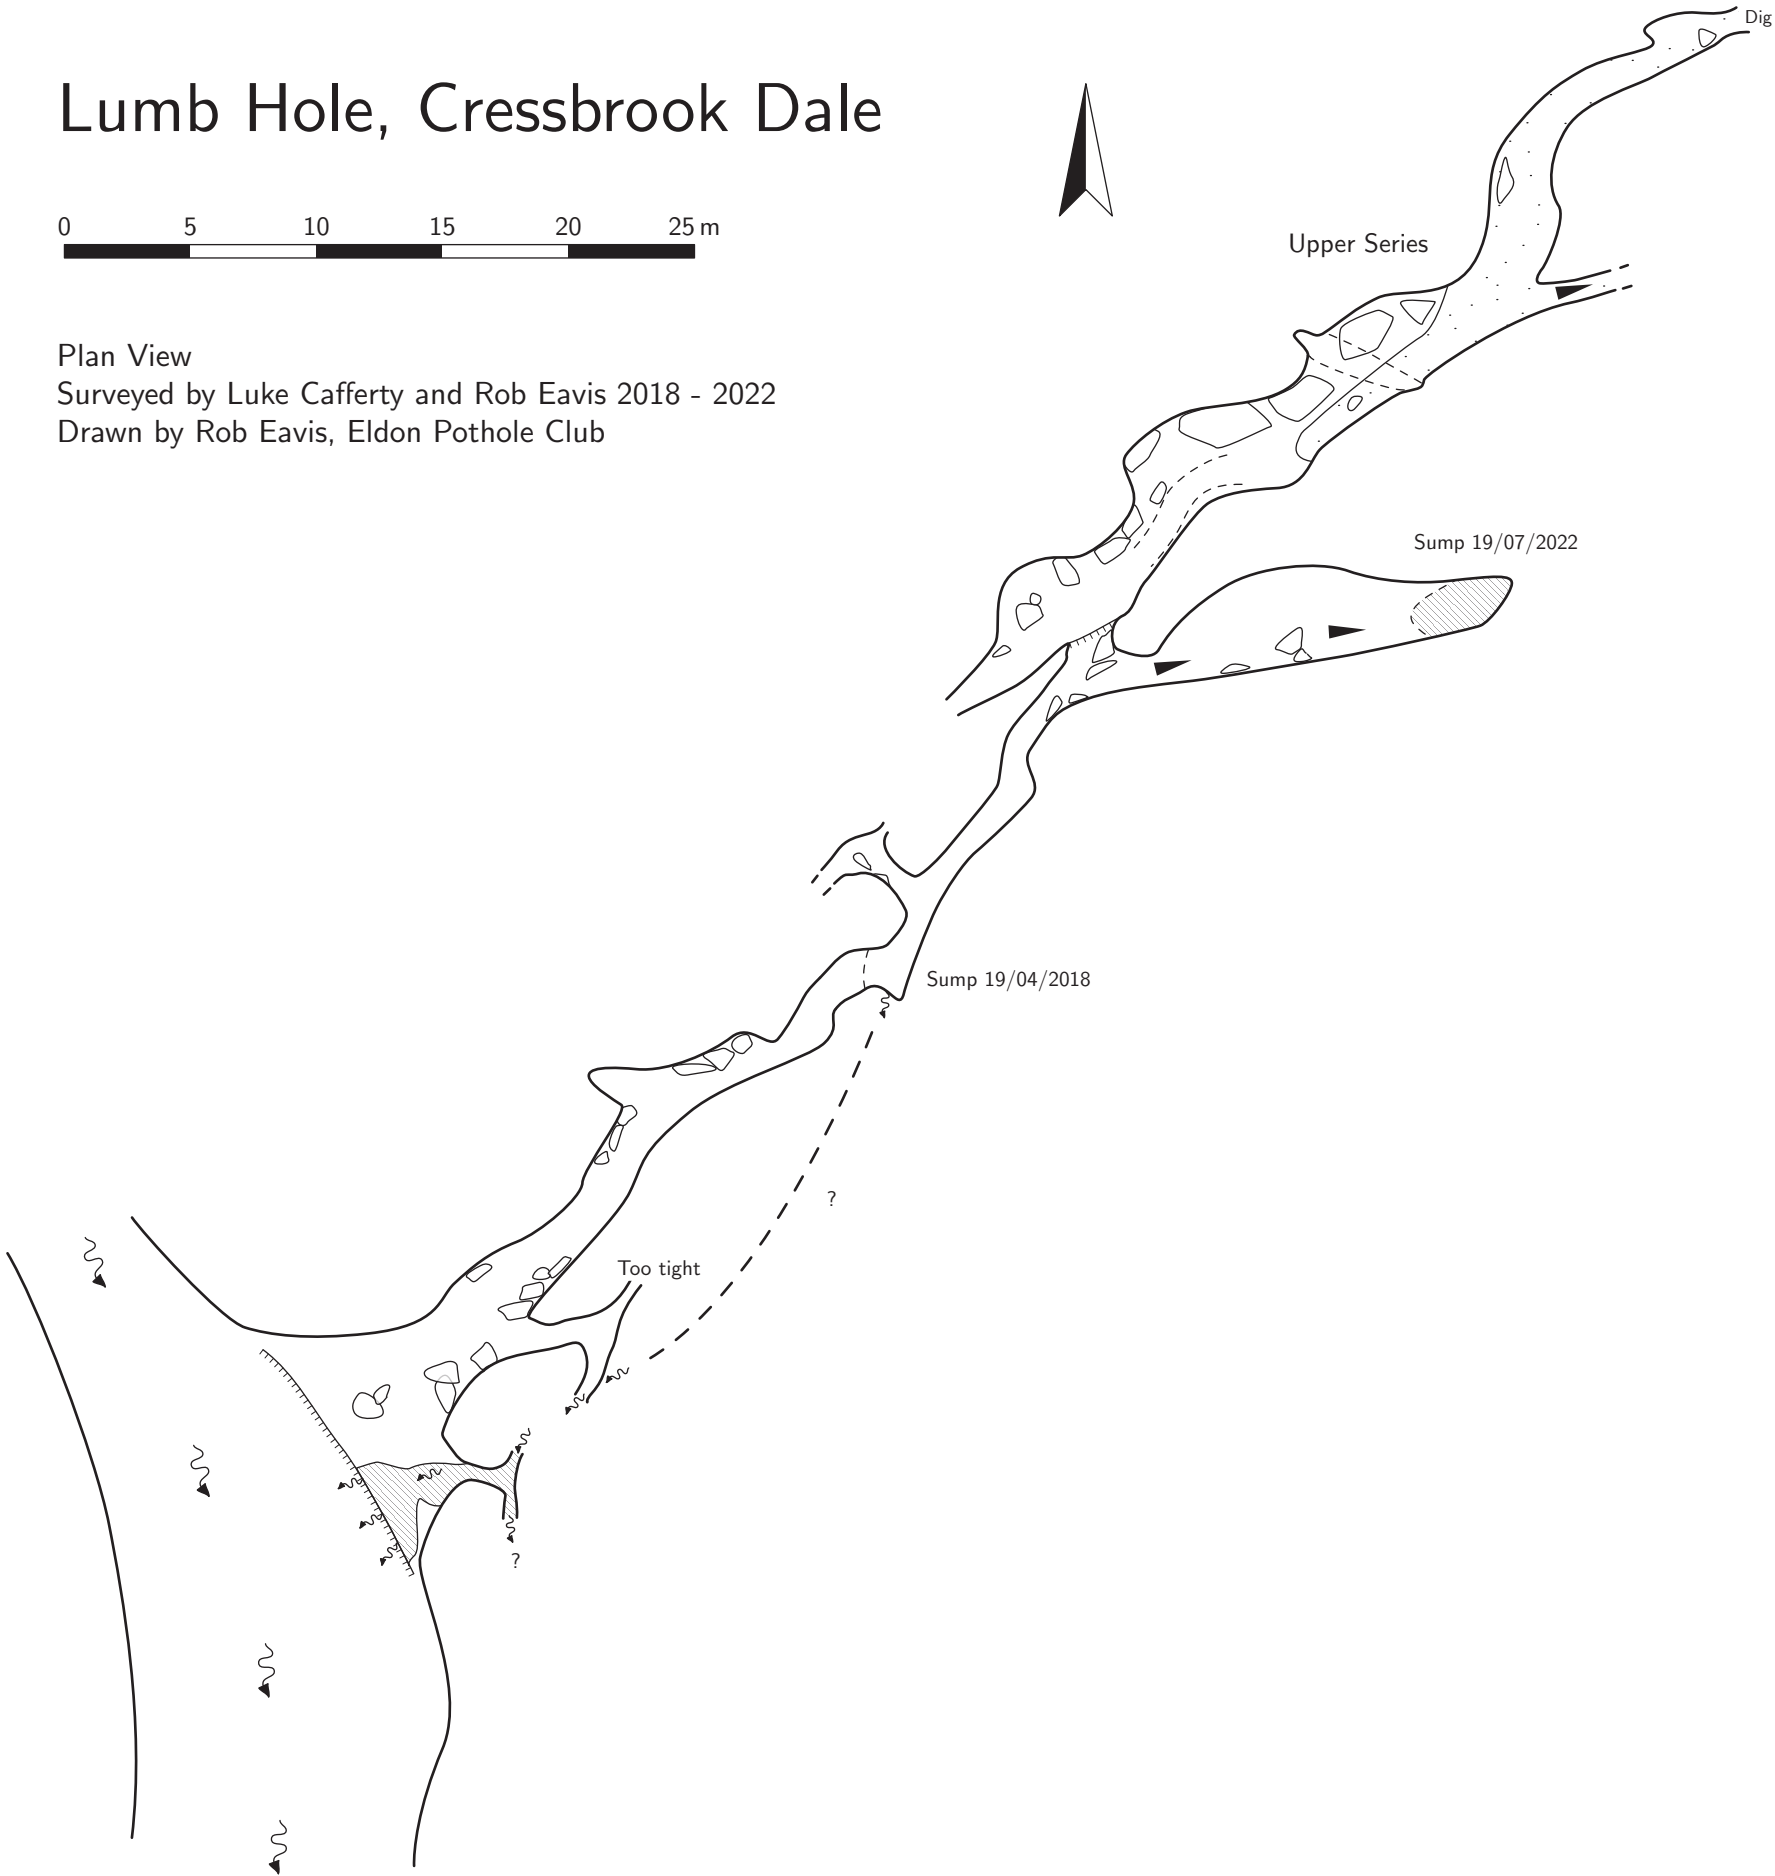 Dig
Lumb Hole, Cressbrook Dale
0 5 10 15 20 25 m
Upper Series
Plan View
Surveyed by Luke Cafferty and Rob Eavis 2018 - 2022
Drawn by Rob Eavis, Eldon Pothole Club
Sump 19/07/2022
Sump 19/04/2018
?
Too tight
?